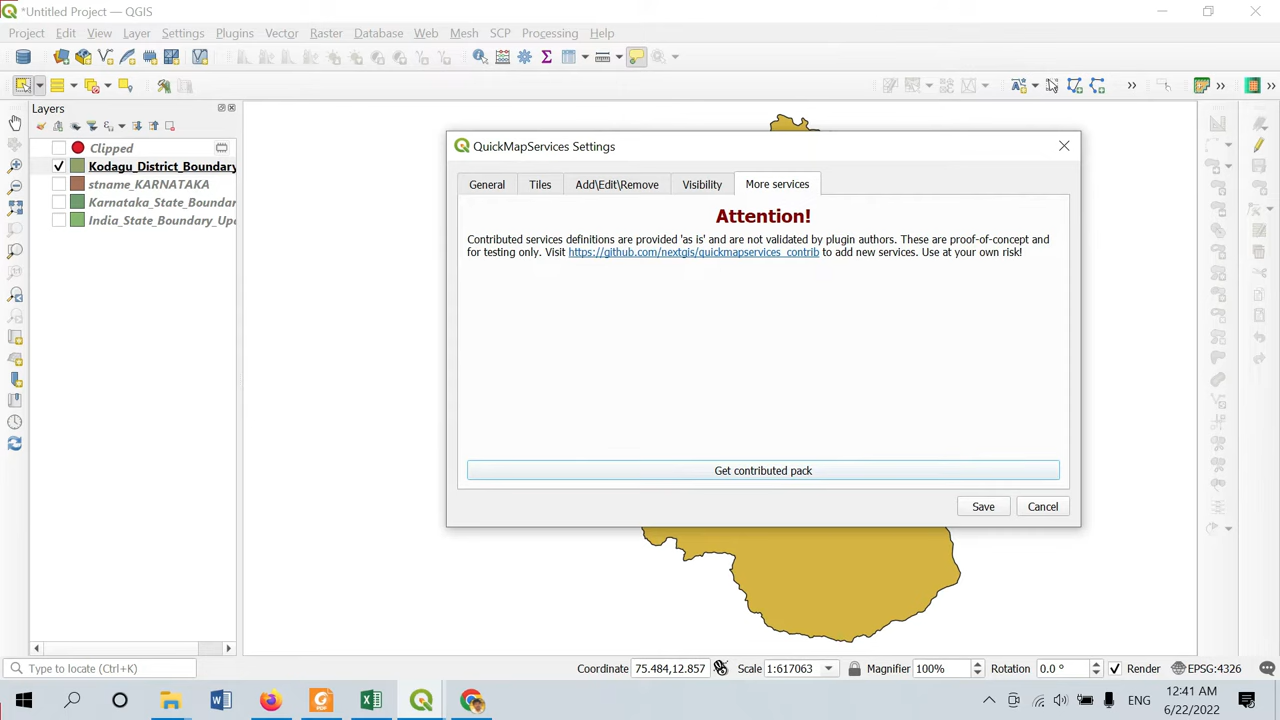 *Untitled Project — QGIS
Project Edit View Layer Settings Plugins Vector Raster Database Web Mesh SCP Processing Help
Layers
Clipped
Kodagu_District_Boundary
stname_KARNATAKA
Karnataka_State_Boundar
India_State_Boundary_Upd
QuickMapServices Settings
General Tiles Add\Edit\Remove Visibility More services
Attention!
Contributed services definitions are provided 'as is' and are not validated by plugin authors. These are proof-of-concept and
for testing only. Visit https://github.com/nextgis/quickmapservices_contrib to add new services. Use at your own risk!
Get contributed pack
Save Cancel
Type to locate (Ctrl+K)
Coordinate 75.484,12.857 Scale 1:617063 Magnifier 100% Rotation 0.0 ° Render EPSG:4326
ENG
12:41 AM
6/22/2022